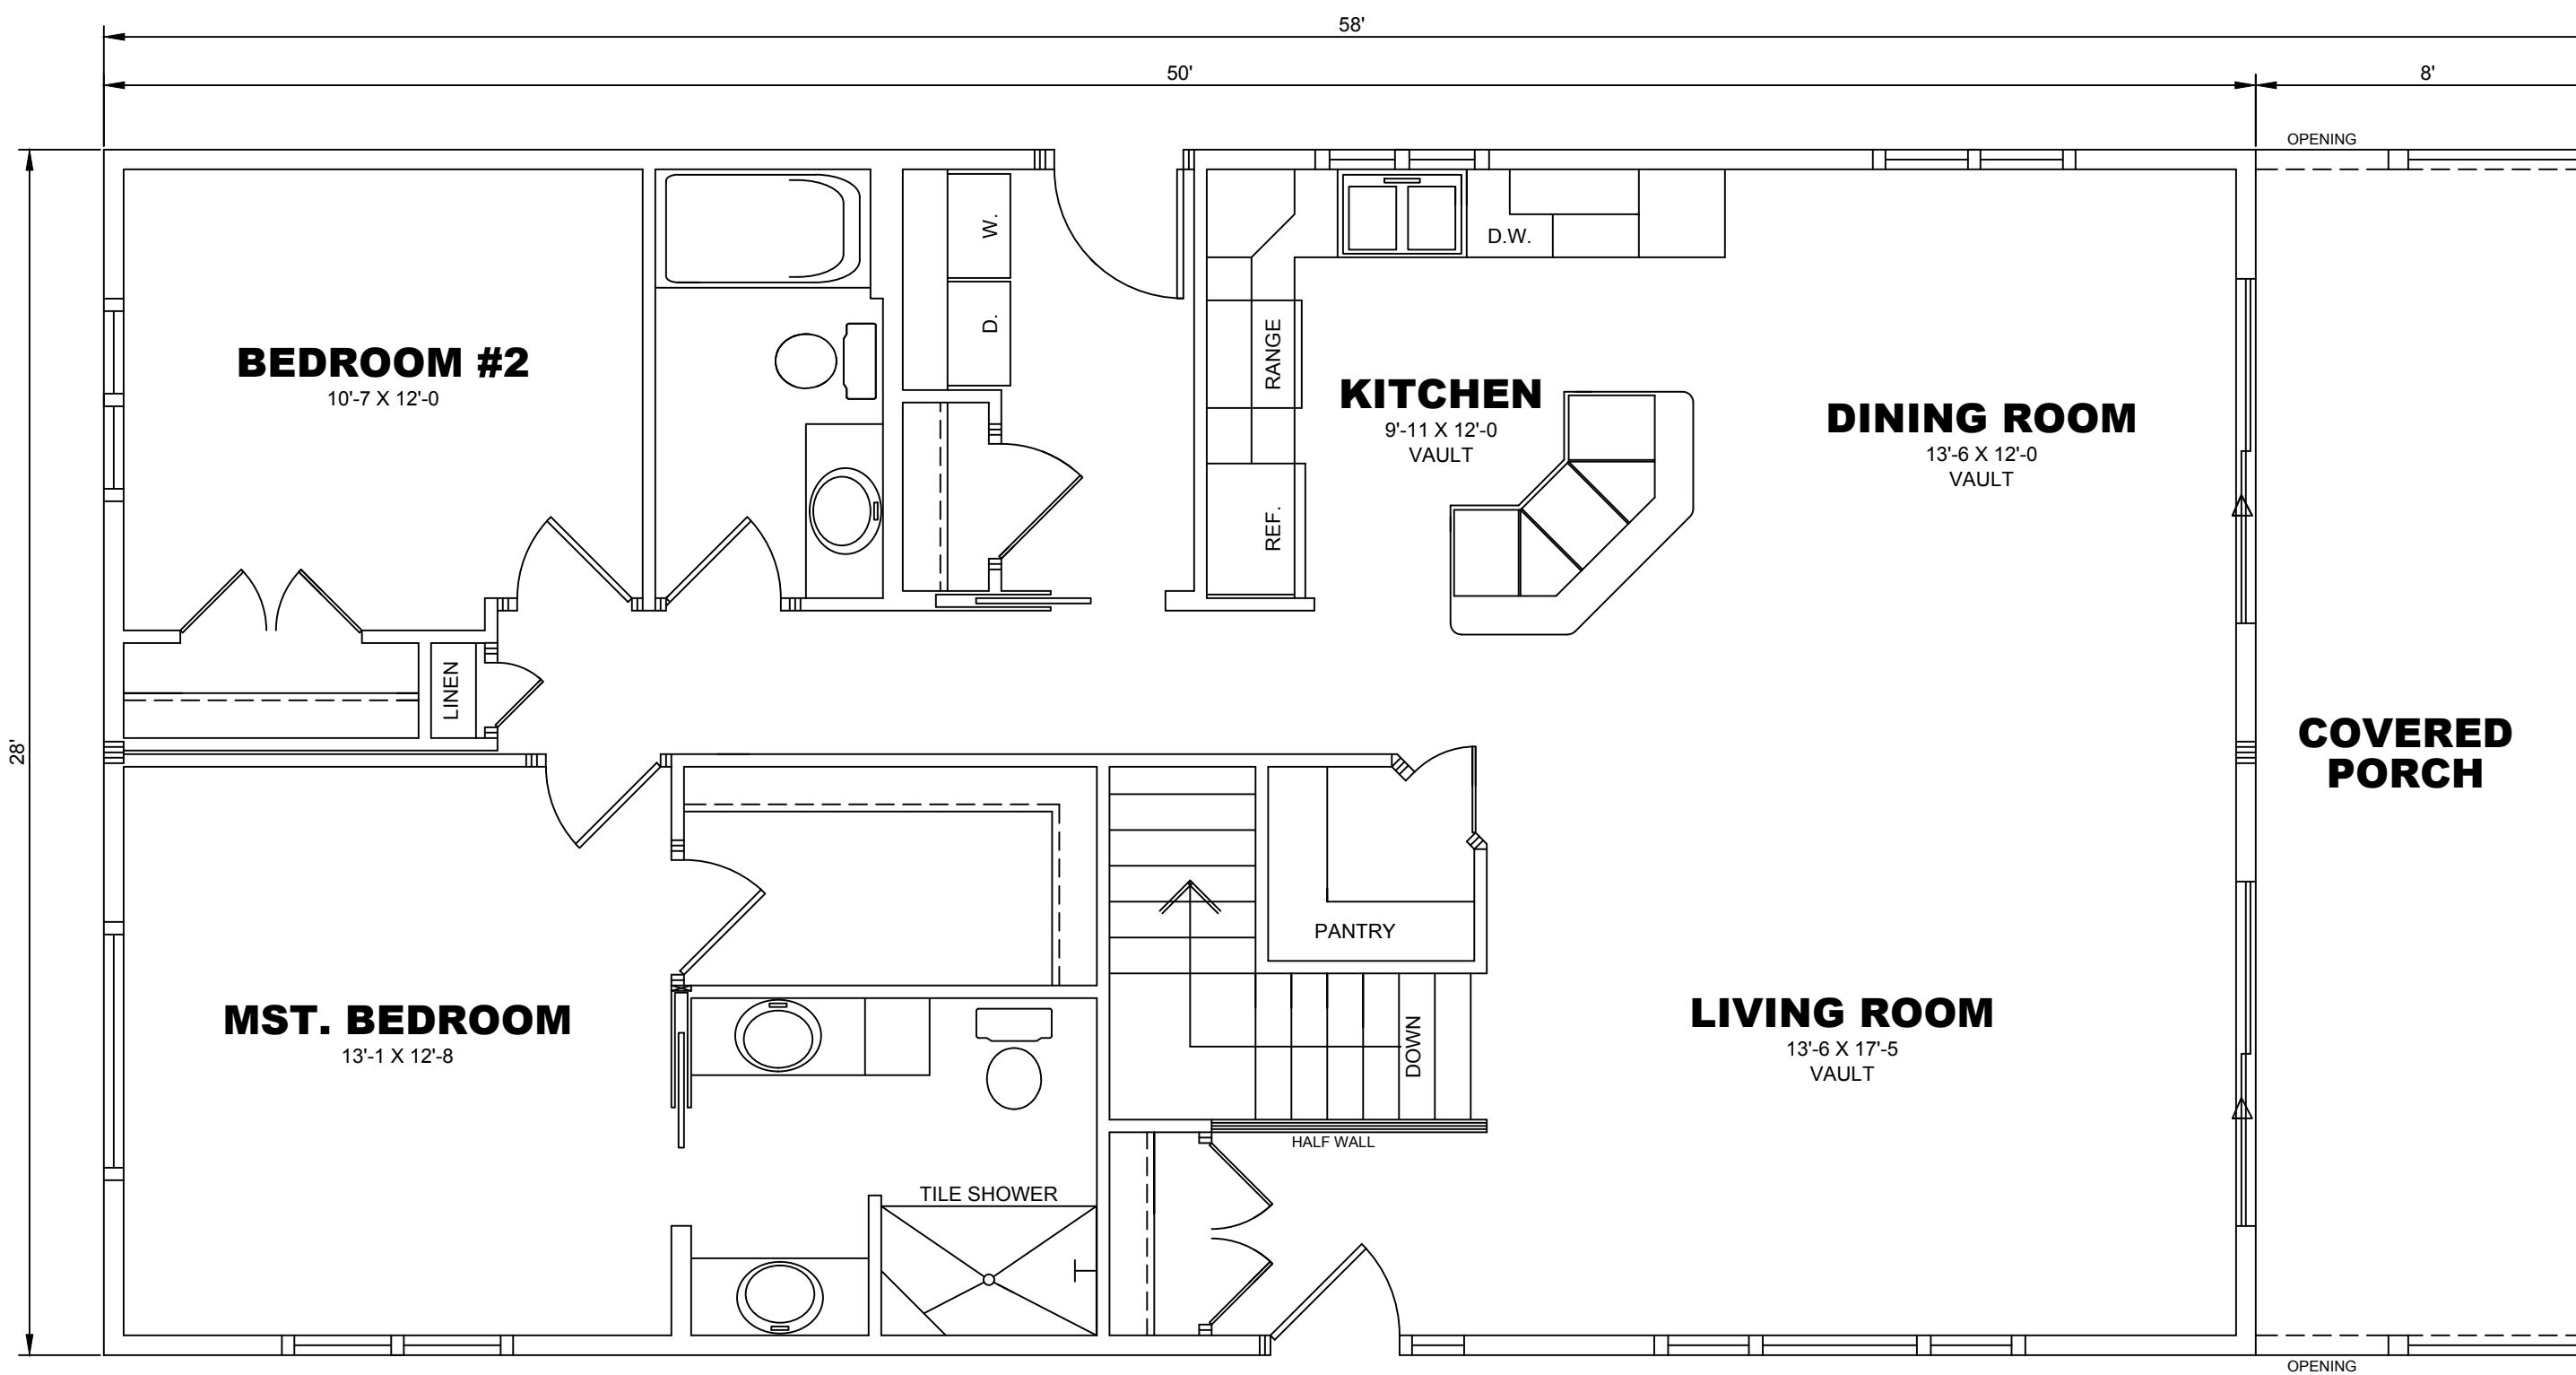 58'
50'
8'
OPENING
W.
D.W.
D.
RANGE
BEDROOM #2
10'-7 X 12'-0
KITCHEN
9'-11 X 12'-0
VAULT
DINING ROOM
13'-6 X 12'-0
VAULT
REF.
LINEN
28'
COVERED
PORCH
PANTRY
MST. BEDROOM
13'-1 X 12'-8
LIVING ROOM
13'-6 X 17'-5
VAULT
DOWN
HALF WALL
TILE SHOWER
OPENING